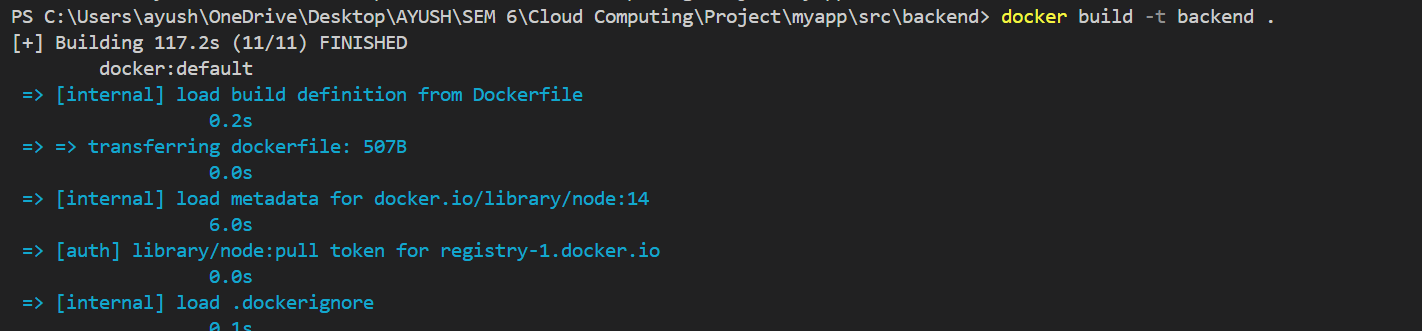 PS C:\Users\ayush\OneDrive\Desktop\AYUSH\SEM 6\Cloud Computing\Project\myapp\src\backend> docker build -t backend .
[+] Building 117.2s (11/11) FINISHED
docker:default
=> [internal] load build definition from Dockerfile
0.2s
=> => transferring dockerfile: 507B
0.0s
=> [internal] load metadata for docker.io/library/node:14
6.0s
=> [auth] library/node:pull token for registry-1.docker.io
0.0s
=> [internal] load .dockerignore
0.1s